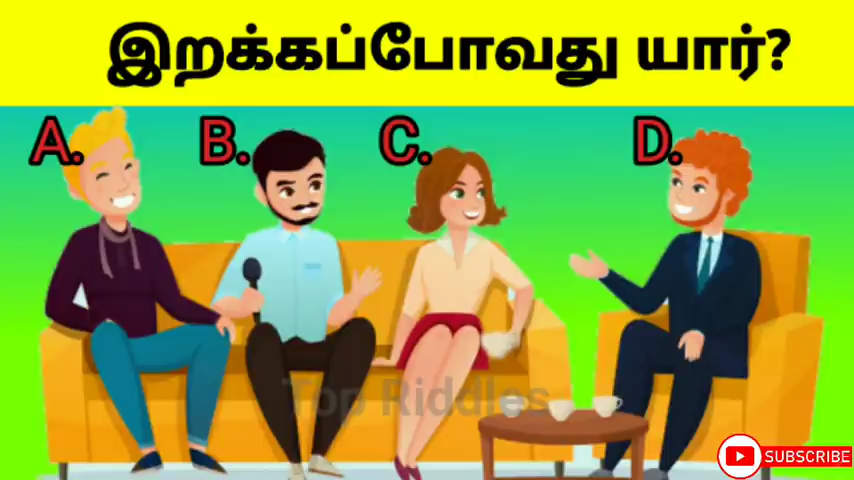 இறக்கப்போவது யார்?
A. B. C. D.
Top Riddles
SUBSCRIBE